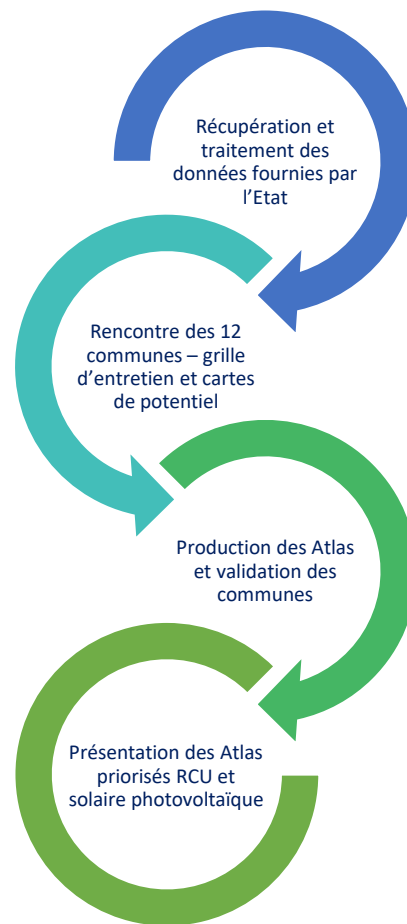 Récupération et
traitement des
données fournies par
l'Etat
Rencontre des 12
communes – grille
d'entretien et cartes
de potentiel
Production des Atlas
et validation des
communes
Présentation des Atlas
priorisés RCU et
solaire photovoltaïque